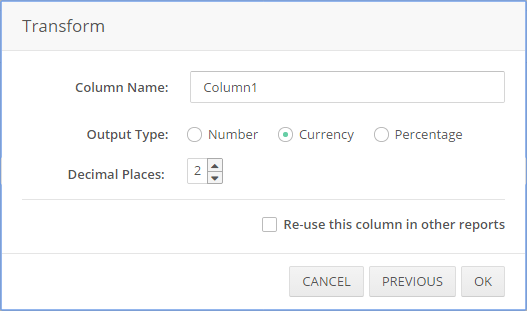 Transform
Column Name: Column1
Output Type: Number Currency Percentage
Decimal Places: 2
Re-use this column in other reports
CANCEL PREVIOUS OK